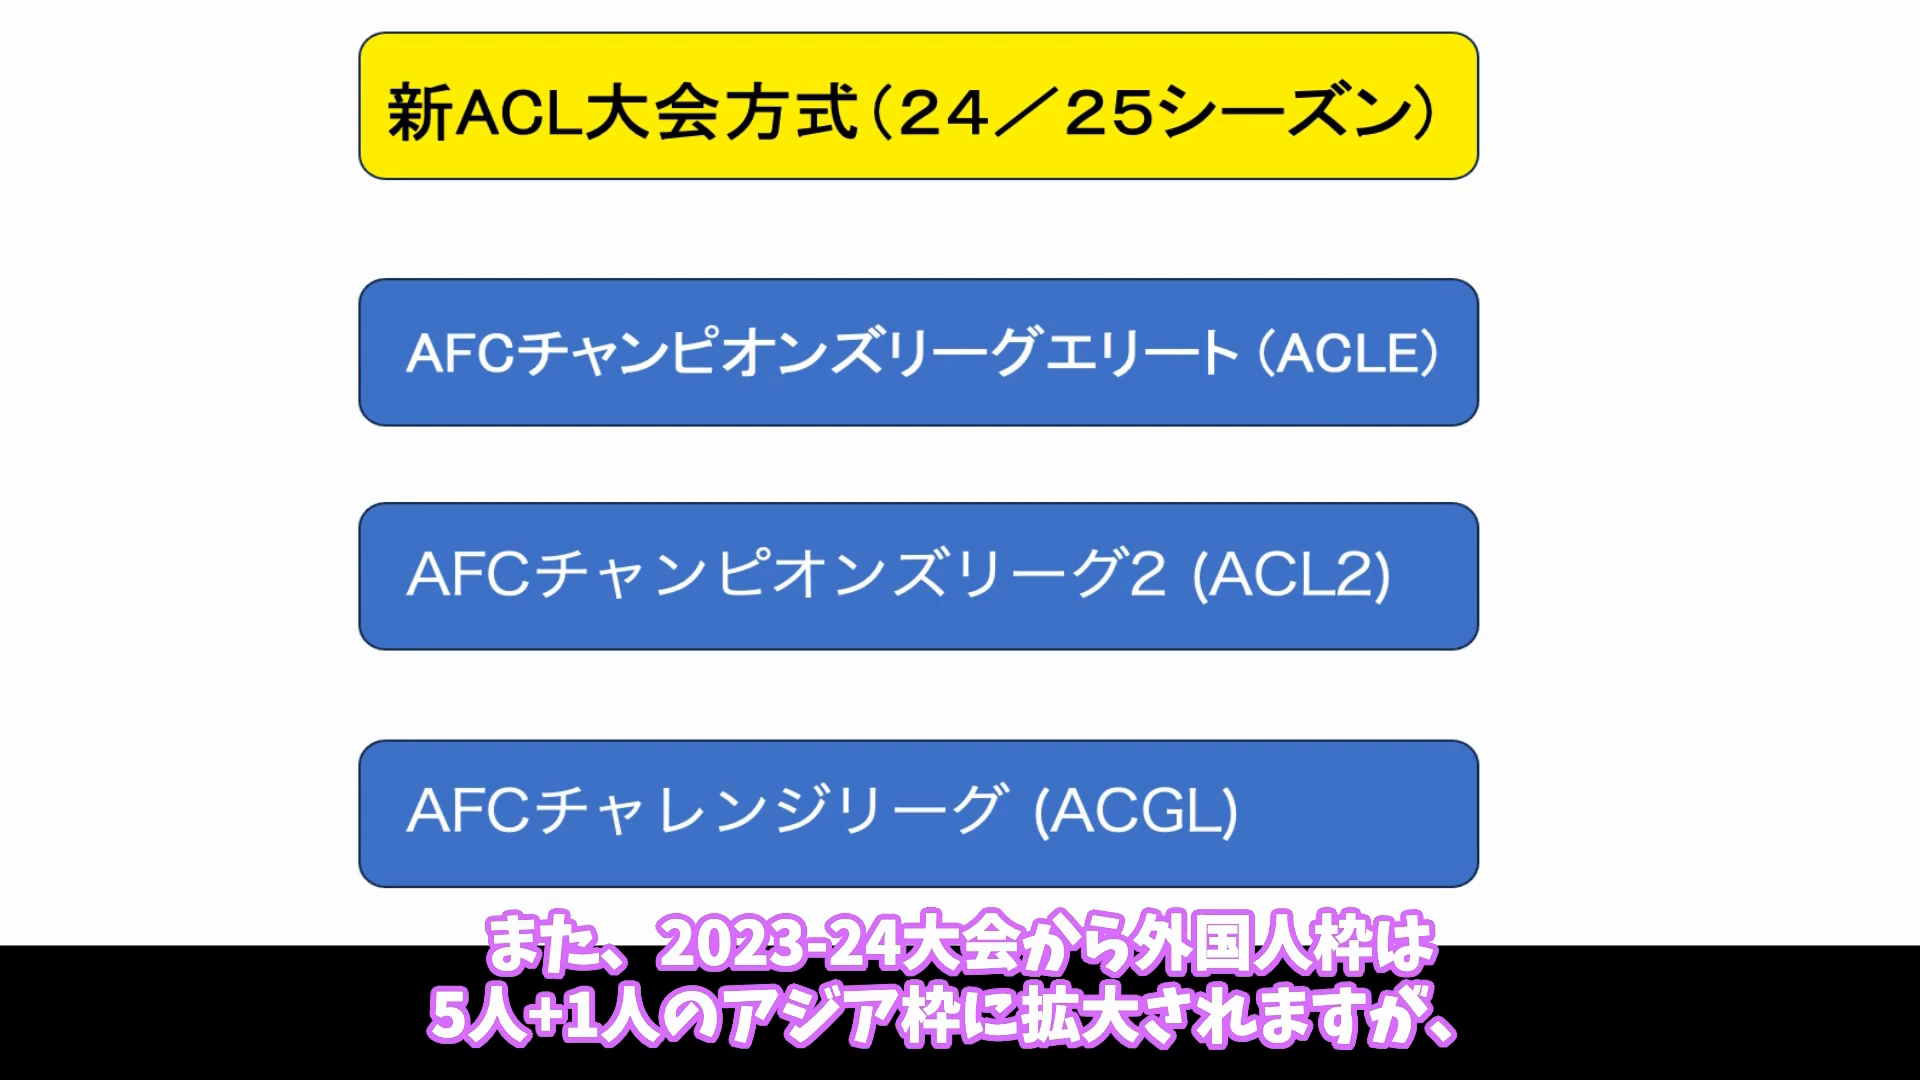 新ACL大会方式（２４／２５シーズン）
AFCチャンピオンズリーグエリート（ACLE）
AFCチャンピオンズリーグ2 (ACL2)
AFCチャレンジリーグ (ACGL)
また、2023-24大会から外国人枠は
5人+1人のアジア枠に拡大されますが、